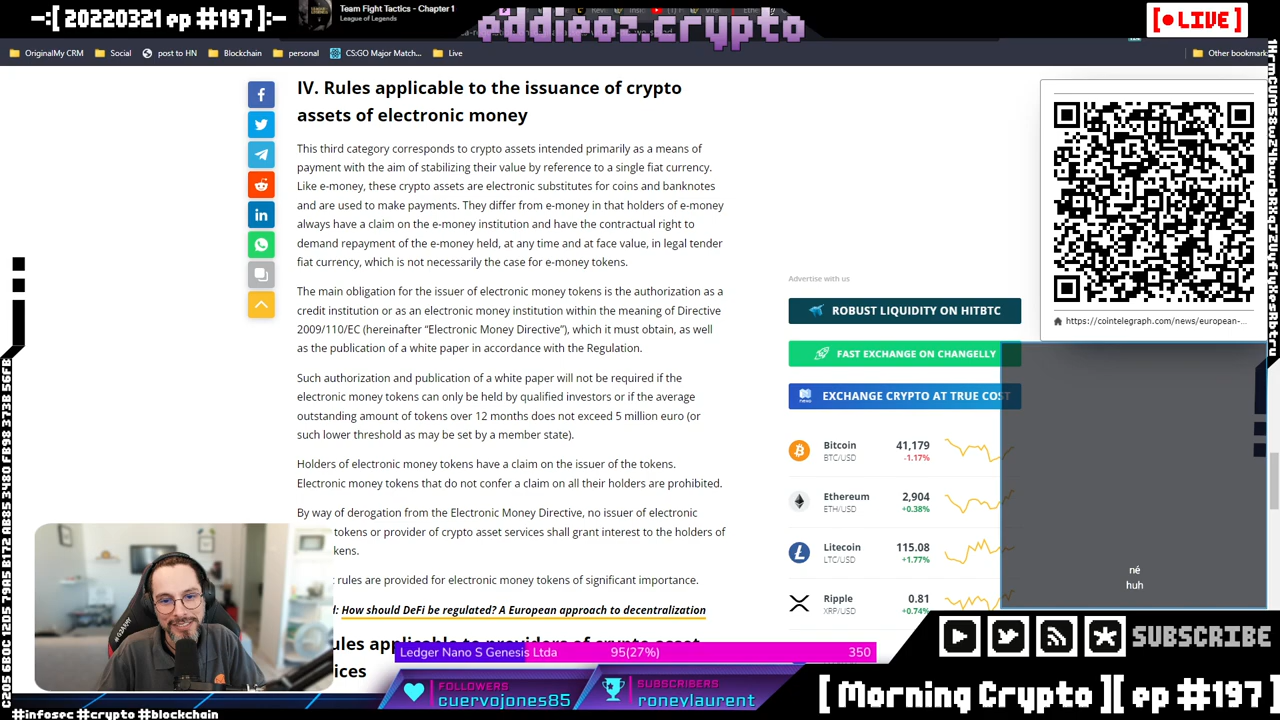 -:[ 20220321 ep #197]:-
Team Fight Tactics - Chapter 1
League of Legends
eddieoz.crypto
[●LIVE]
OriginalMy CRM
Social
post to HN
Blockchain
personal
CS:GO Major Match...
Live
Other bookmark
IV. Rules applicable to the issuance of crypto
assets of electronic money
This third category corresponds to crypto assets intended primarily as a means of
payment with the aim of stabilizing their value by reference to a single fiat currency.
Like e-money, these crypto assets are electronic substitutes for coins and banknotes
and are used to make payments. They differ from e-money in that holders of e-money
always have a claim on the e-money institution and have the contractual right to
demand repayment of the e-money held, at any time and at face value, in legal tender
fiat currency, which is not necessarily the case for e-money tokens.
The main obligation for the issuer of electronic money tokens is the authorization as a
credit institution or as an electronic money institution within the meaning of Directive
2009/110/EC (hereinafter “Electronic Money Directive”), which it must obtain, as well
as the publication of a white paper in accordance with the Regulation.
Such authorization and publication of a white paper will not be required if the
electronic money tokens can only be held by qualified investors or if the average
outstanding amount of tokens over 12 months does not exceed 5 million euro (or
such lower threshold as may be set by a member state).
Holders of electronic money tokens have a claim on the issuer of the tokens.
Electronic money tokens that do not confer a claim on all their holders are prohibited.
By way of derogation from the Electronic Money Directive, no issuer of electronic
tokens or provider of crypto asset services shall grant interest to the holders of
kens.
rules are provided for electronic money tokens of significant importance.
How should DeFi be regulated? A European approach to decentralization
ules applicable to providers of crypto asset
ices
Advertise with us
ROBUST LIQUIDITY ON HITBTC
FAST EXCHANGE ON CHANGELLY
EXCHANGE CRYPTO AT TRUE COST
Bitcoin 41,179
BTC/USD -1.17%
Ethereum 2,904
ETH/USD +0.38%
Litecoin 115.08
LTC/USD +1.77%
Ripple 0.81
XRP/USD +0.74%
https://cointelegraph.com/news/european-...
né
huh
Ledger Nano S Genesis Ltda 95(27%) 350
FOLLOWERS
cuervojones85
SUBSCRIBERS
roneylaurent
SUBSCRIBE
[Morning Crypto][ep #197]
#infosec #crypto #blockchain